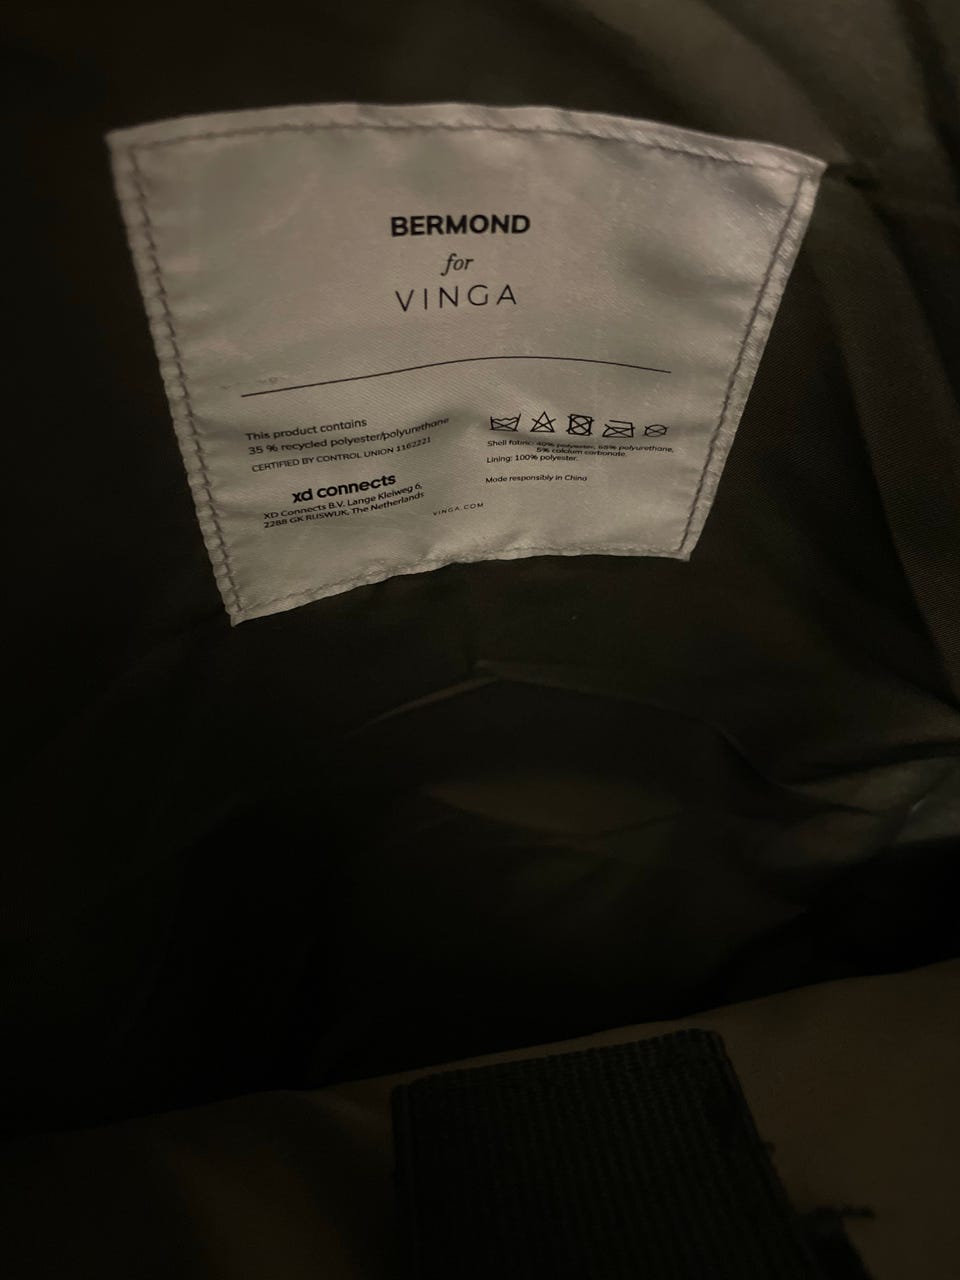 BERMOND
for
VINGA
This product contains
35 % recycled polyester/polyurethane
CERTIFIED BY CONTROL UNION 1162221
xd connects
XD Connects B.V. Lange Kleiweg 6,
2288 GK RIJSWIJK, The Netherlands
VINGA.COM
Shell fabric: 40% polyester, 55% polyurethane,
5% calcium carbonate.
Lining: 100% polyester.
Made responsibly in China